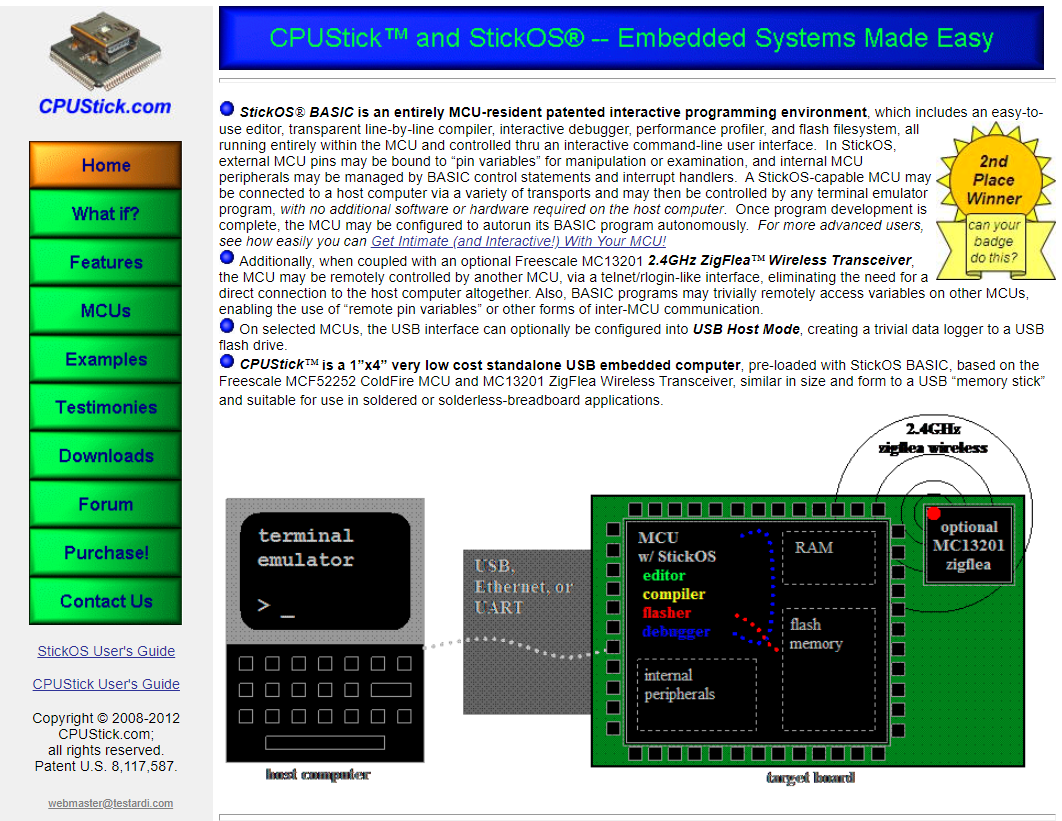 CPUStick.com
Home
What if?
Features
MCUs
Examples
Testimonies
Downloads
Forum
Purchase!
Contact Us
StickOS User's Guide
CPUStick User's Guide
Copyright © 2008-2012
CPUStick.com;
all rights reserved.
Patent U.S. 8,117,587.
webmaster@testardi.com
CPUStick™ and StickOS® -- Embedded Systems Made Easy
StickOS® BASIC is an entirely MCU-resident patented interactive programming environment, which includes an easy-to-
use editor, transparent line-by-line compiler, interactive debugger, performance profiler, and flash filesystem, all
running entirely within the MCU and controlled thru an interactive command-line user interface.  In StickOS,
external MCU pins may be bound to “pin variables” for manipulation or examination, and internal MCU
peripherals may be managed by BASIC control statements and interrupt handlers.  A StickOS-capable MCU may
be connected to a host computer via a variety of transports and may then be controlled by any terminal emulator
program, with no additional software or hardware required on the host computer.  Once program development is
complete, the MCU may be configured to autorun its BASIC program autonomously.  For more advanced users,
see how easily you can Get Intimate (and Interactive!) With Your MCU!
2nd
Place
Winner
can your
badge
do this?
Additionally, when coupled with an optional Freescale MC13201 2.4GHz ZigFlea™ Wireless Transceiver,
the MCU may be remotely controlled by another MCU, via a telnet/rlogin-like interface, eliminating the need for a
direct connection to the host computer altogether. Also, BASIC programs may trivially remotely access variables on other MCUs,
enabling the use of “remote pin variables” or other forms of inter-MCU communication.
On selected MCUs, the USB interface can optionally be configured into USB Host Mode, creating a trivial data logger to a USB
flash drive.
CPUStick™ is a 1”x4” very low cost standalone USB embedded computer, pre-loaded with StickOS BASIC, based on the
Freescale MCF52252 ColdFire MCU and MC13201 ZigFlea Wireless Transceiver, similar in size and form to a USB “memory stick”
and suitable for use in soldered or solderless-breadboard applications.
2.4GHz
zigflea wireless
terminal
emulator
> _
USB,
Ethernet, or
UART
MCU
w/ StickOS
editor
compiler
flasher
debugger
RAM
flash
memory
internal
peripherals
optional
MC13201
zigflea
host computer
target board